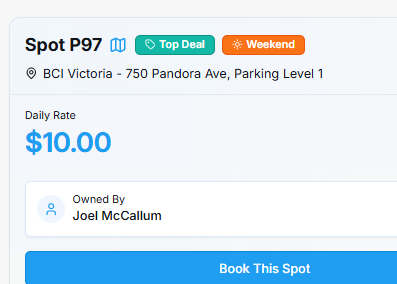 Spot P97 Top Deal Weekend
BCI Victoria - 750 Pandora Ave, Parking Level 1
Daily Rate
$10.00
Owned By
Joel McCallum
Book This Spot